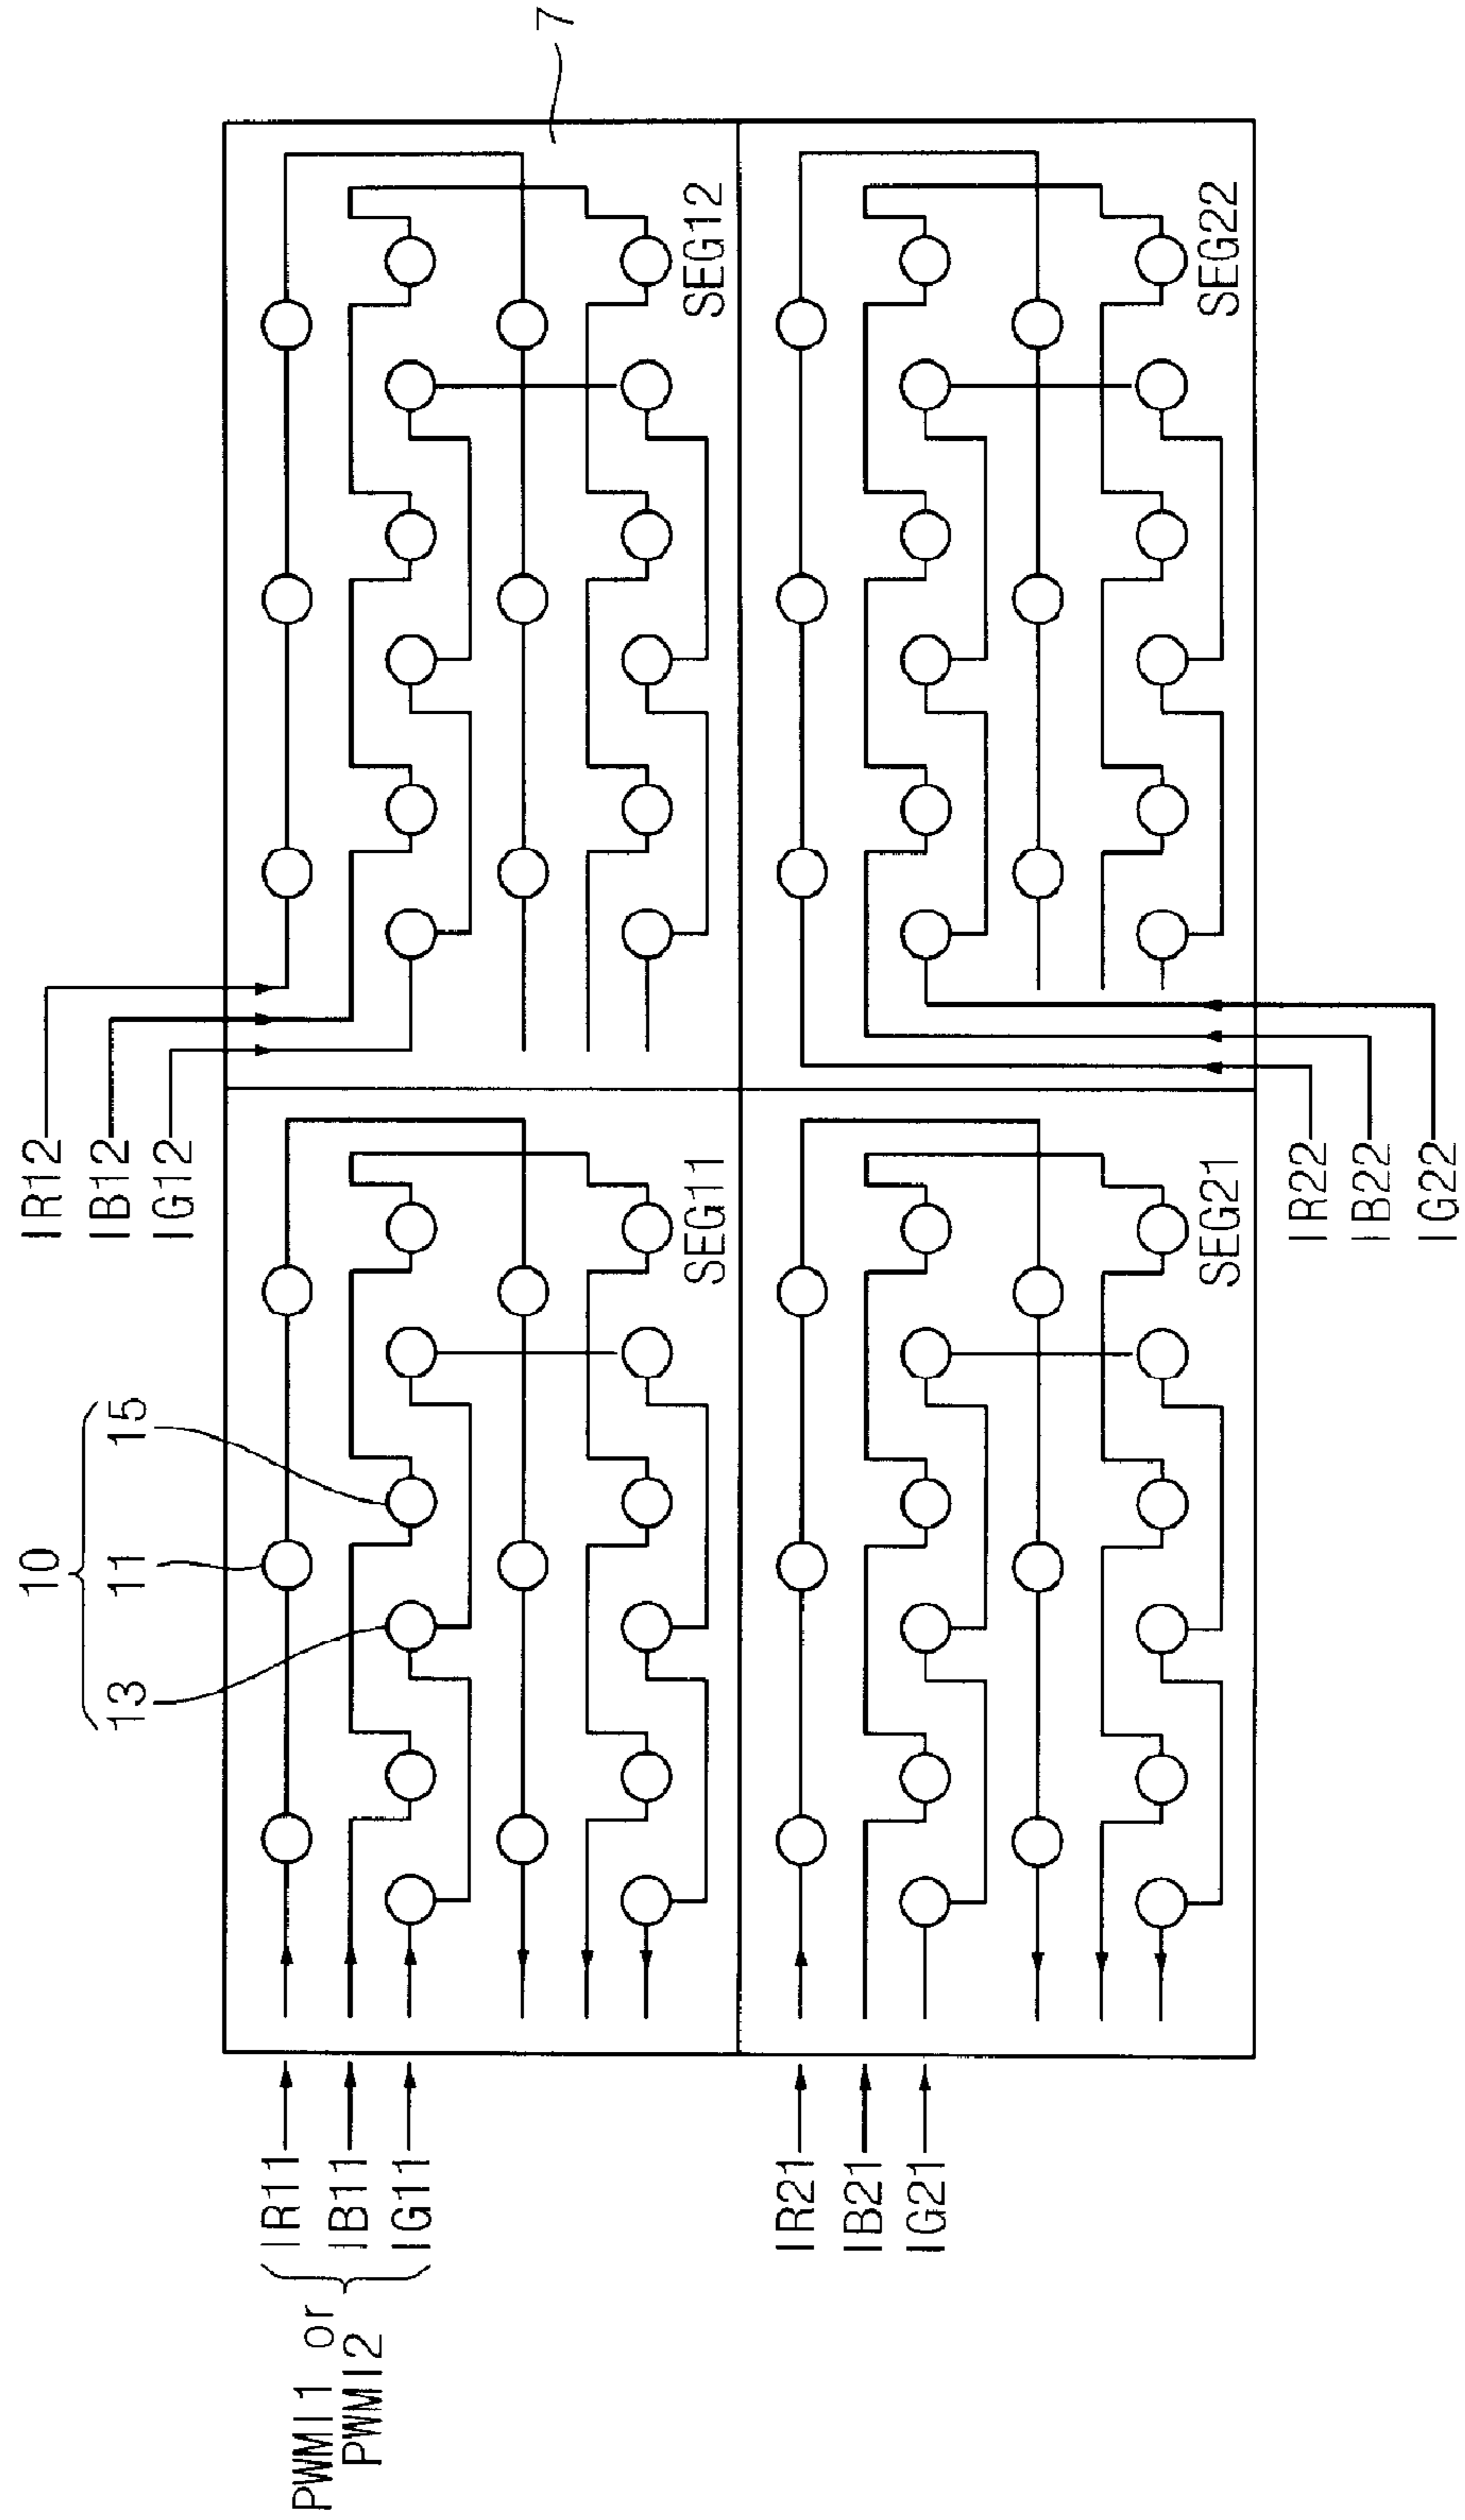 10
13 11 15
IR12
IB12
IG12
7
PWMI1 or
PWMI2
IR11
IB11
IG11
SEG11
SEG12
IR21
IB21
IG21
SEG21
SEG22
IR22
IB22
IG22